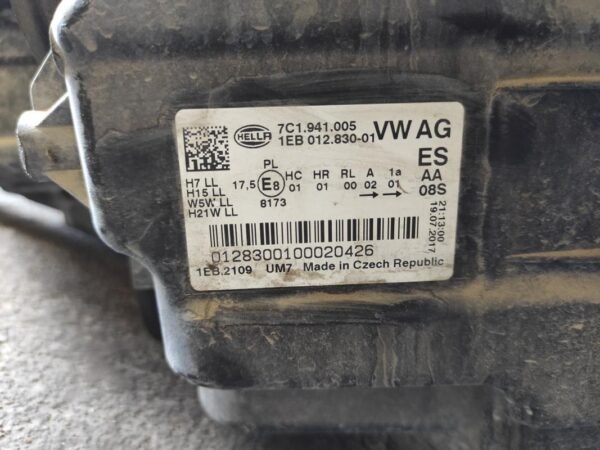 HELLA
7C1.941.005
1EB 012.830-01
VW AG
ES
AA
08S
PL
H7 LL
H15 LL
W5W LL
H21W LL
17,5
E8
8173
HC HR RL A 1a
01 01 00 02 01
→ →
21:13:00
19.07.2017
0128300100020426
1EB.2109 UM7 Made in Czech Republic